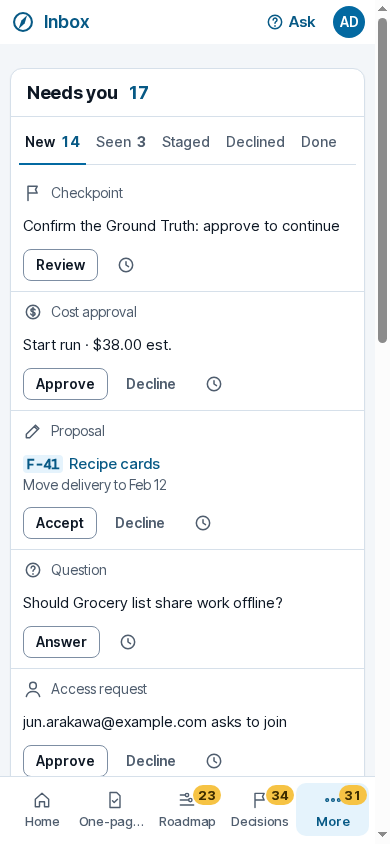 Inbox
Ask
AD
Needs you 17
New 14 Seen 3 Staged Declined Done
Checkpoint
Confirm the Ground Truth: approve to continue
Review
Cost approval
Start run · $38.00 est.
Approve Decline
Proposal
F-41 Recipe cards
Move delivery to Feb 12
Accept Decline
Question
Should Grocery list share work offline?
Answer
Access request
jun.arakawa@example.com asks to join
Approve Decline
23 34 31
Home One-pag… Roadmap Decisions More